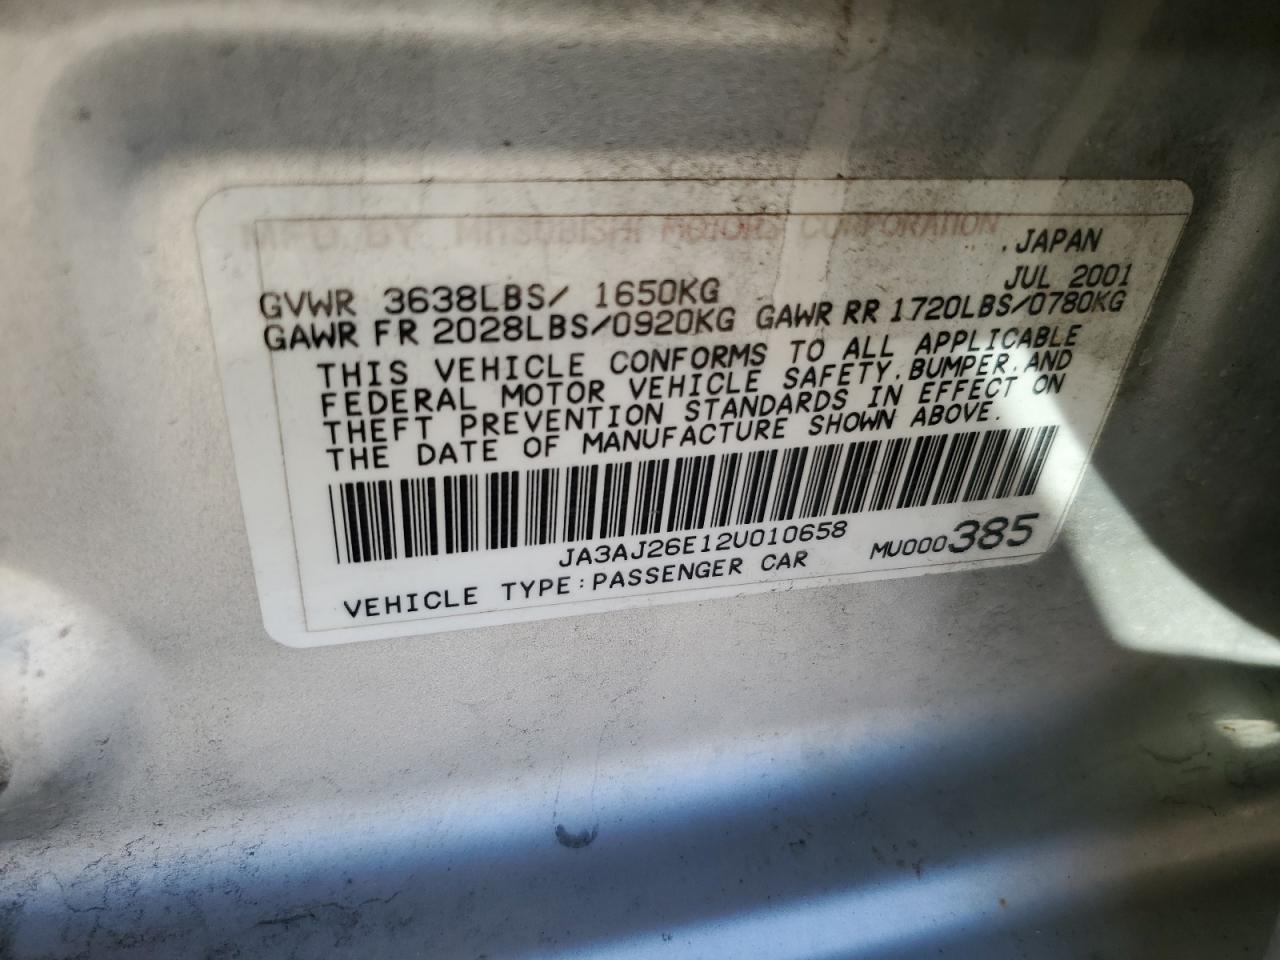 MFD BY MITSUBISHI MOTORS CORPORATION
.JAPAN
JUL 2001
GVWR 3638LBS/ 1650KG
GAWR FR 2028LBS/0920KG GAWR RR 1720LBS/0780KG
THIS VEHICLE CONFORMS TO ALL APPLICABLE
FEDERAL MOTOR VEHICLE SAFETY.BUMPER.AND
THEFT PREVENTION STANDARDS IN EFFECT ON
THE DATE OF MANUFACTURE SHOWN ABOVE.
JA3AJ26E12U010658
MU000385
VEHICLE TYPE:PASSENGER CAR